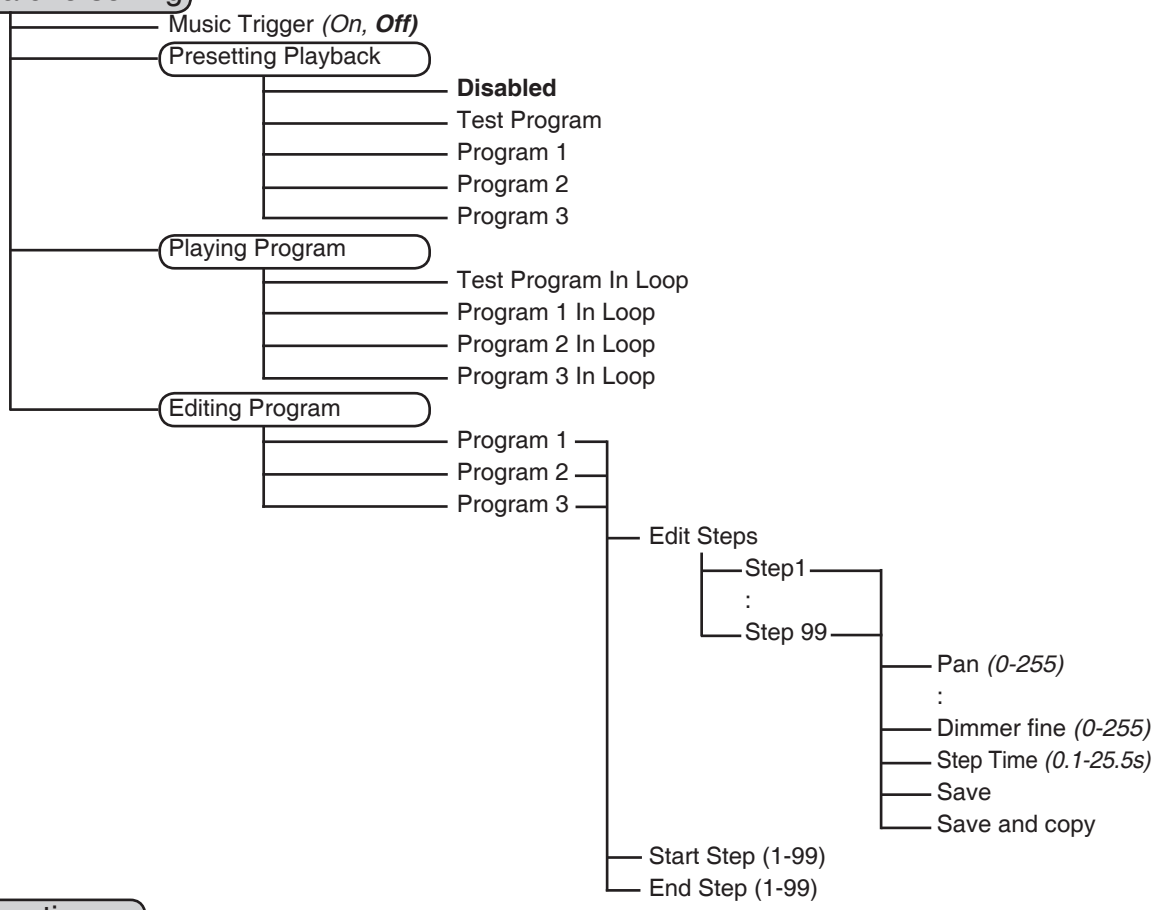 Music Trigger (On, Off)
Presetting Playback
Disabled
Test Program
Program 1
Program 2
Program 3
Playing Program
Test Program In Loop
Program 1 In Loop
Program 2 In Loop
Program 3 In Loop
Editing Program
Program 1
Program 2
Program 3
Edit Steps
Step1
:
Step 99
Pan (0-255)
:
Dimmer fine (0-255)
Step Time (0.1-25.5s)
Save
Save and copy
Start Step (1-99)
End Step (1-99)